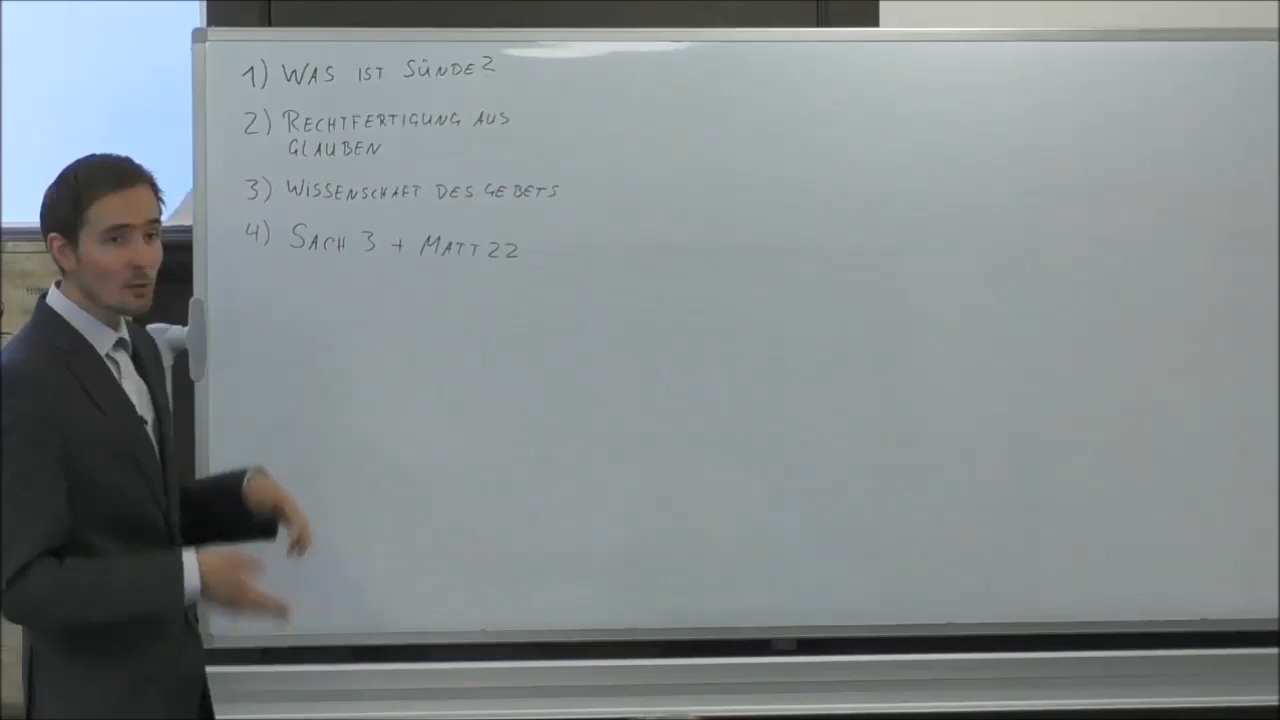 1) WAS IST SÜNDE?
2) RECHTFERTIGUNG AUS
GLAUBEN
3) WISSENSCHAFT DES GEBETS
4) SACH 3 + MATT 22